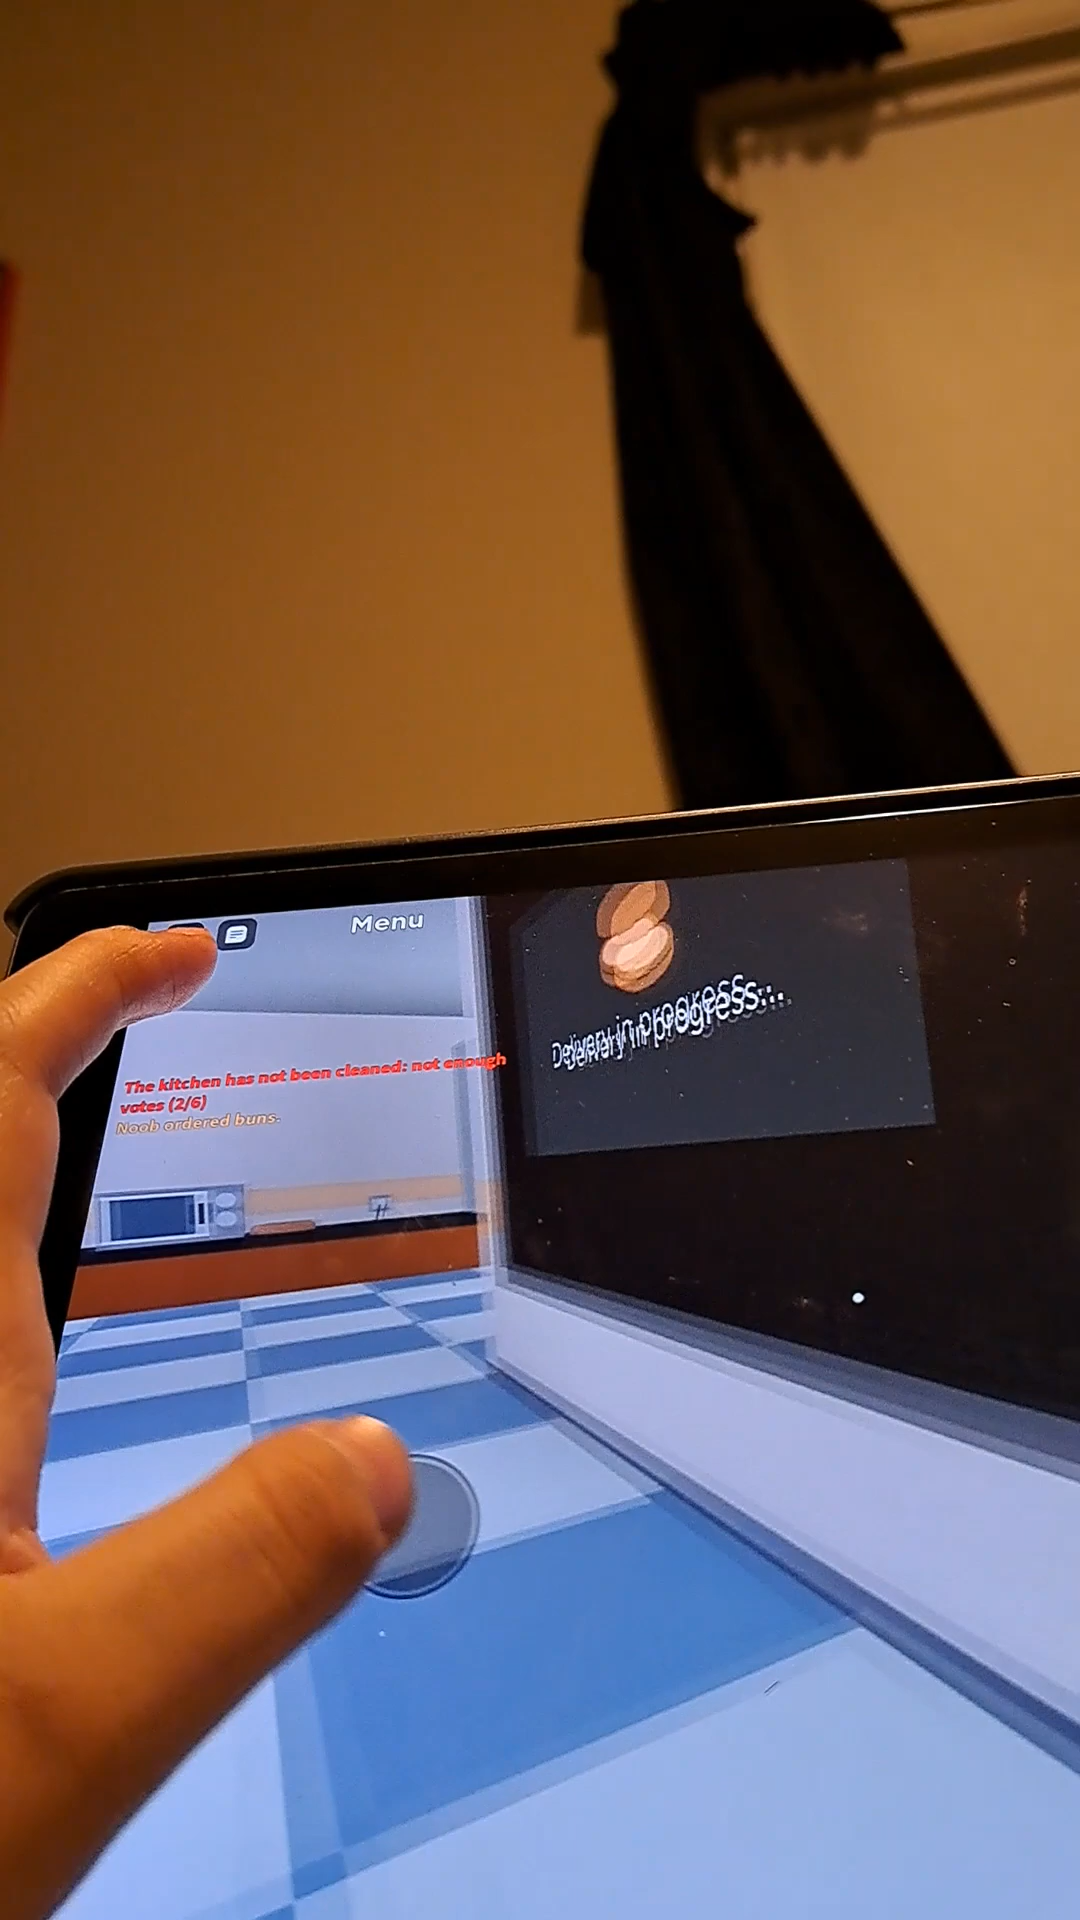 Menu
Delivery in progress...
The kitchen has not been cleaned: not enough
votes (2/6)
Noob ordered buns.